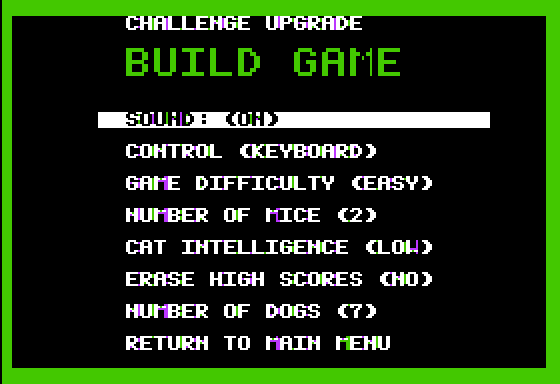 CHALLENGE UPGRADE
BUILD GAME
SOUND: (ON)
CONTROL (KEYBOARD)
GAME DIFFICULTY (EASY)
NUMBER OF MICE (2)
CAT INTELLIGENCE (LOW)
ERASE HIGH SCORES (NO)
NUMBER OF DOGS (7)
RETURN TO MAIN MENU